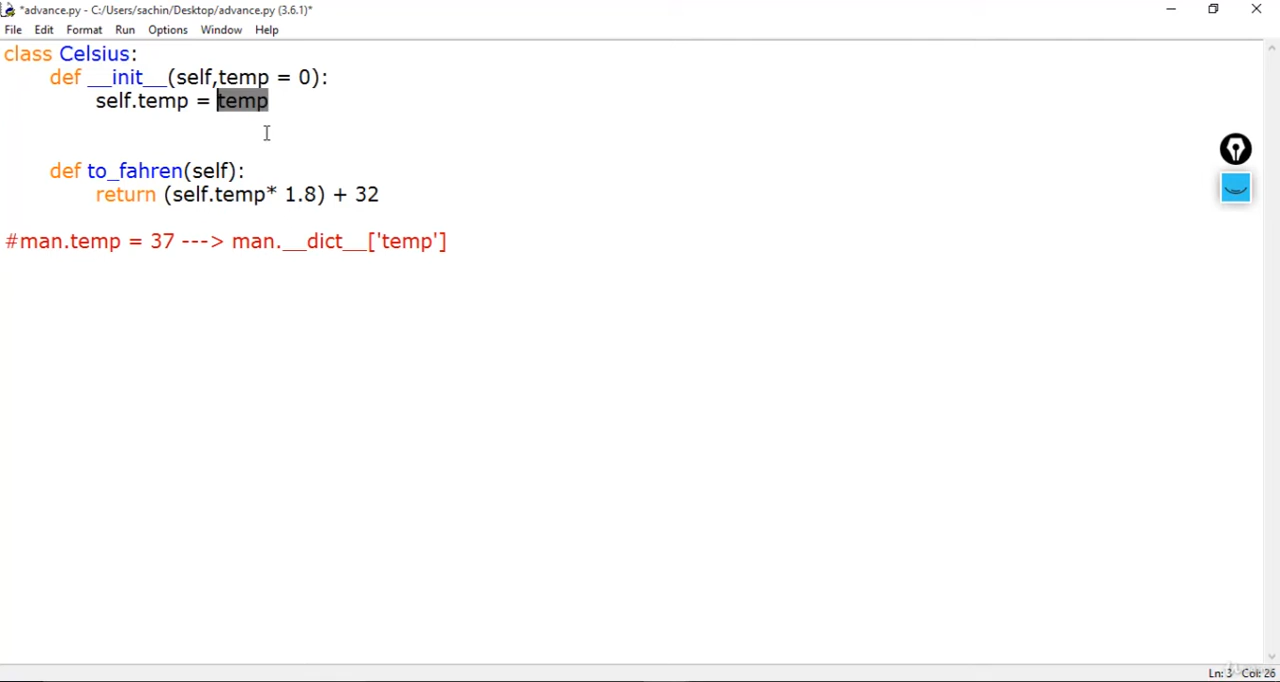 *advance.py - C:/Users/sachin/Desktop/advance.py (3.6.1)*
File Edit Format Run Options Window Help
class Celsius:
def __init__(self,temp = 0):
self.temp = temp
def to_fahren(self):
return (self.temp* 1.8) + 32
#man.temp = 37 ---> man.__dict__['temp']
Ln: 3 Col: 26